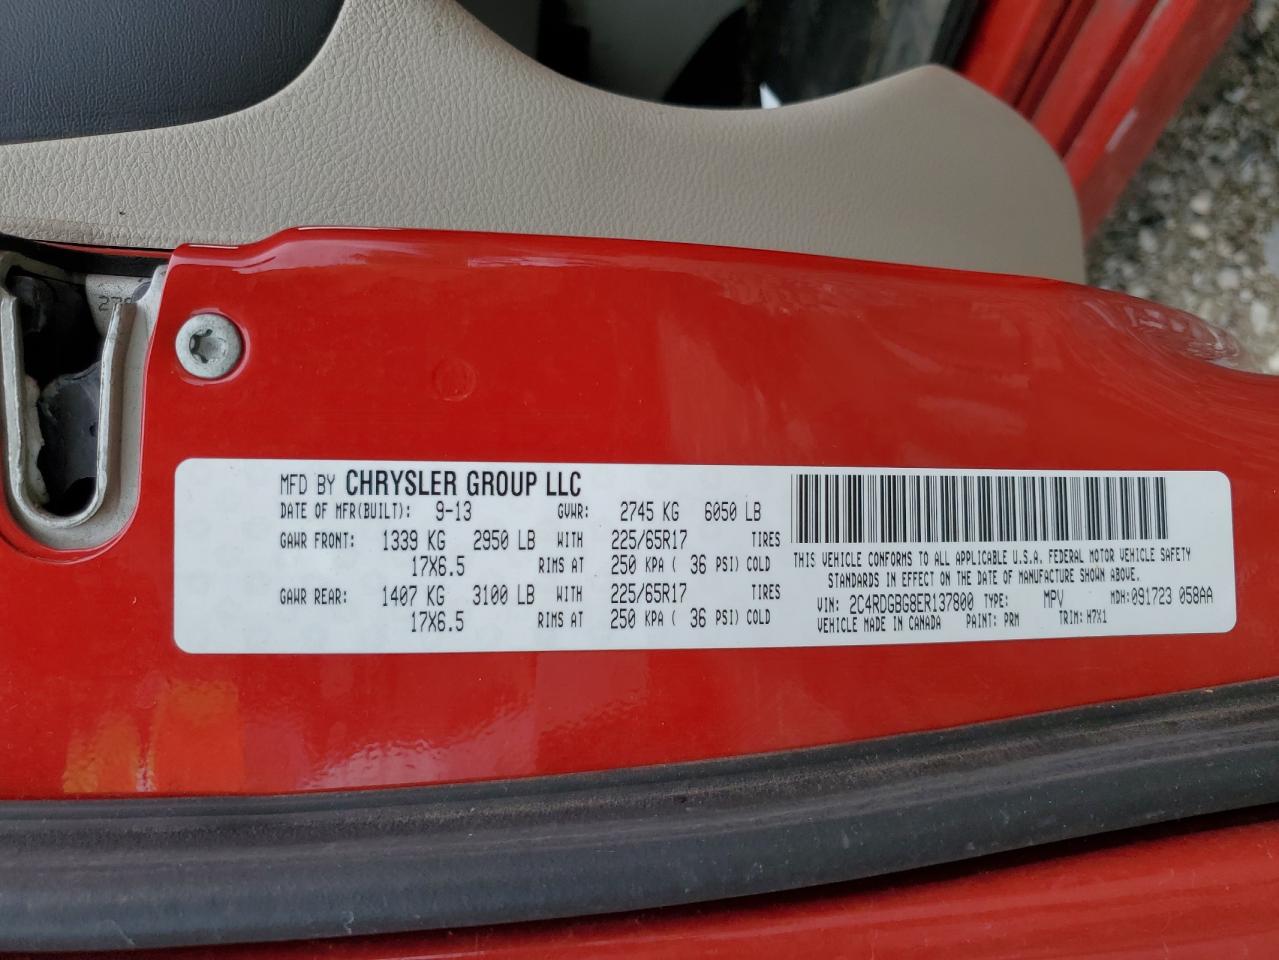 MFD BY CHRYSLER GROUP LLC
DATE OF MFR(BUILT): 9-13 GVWR: 2745 KG 6050 LB
GAWR FRONT: 1339 KG 2950 LB WITH 225/65R17 TIRES
17X6.5 RIMS AT 250 KPA ( 36 PSI) COLD
GAWR REAR: 1407 KG 3100 LB WITH 225/65R17 TIRES
17X6.5 RIMS AT 250 KPA ( 36 PSI) COLD
THIS VEHICLE CONFORMS TO ALL APPLICABLE U.S.A. FEDERAL MOTOR VEHICLE SAFETY
STANDARDS IN EFFECT ON THE DATE OF MANUFACTURE SHOWN ABOVE.
VIN: 2C4RDGBG8ER137800 TYPE: MPV MDH:091723 058AA
VEHICLE MADE IN CANADA PAINT: PRM TRIM: H7X1